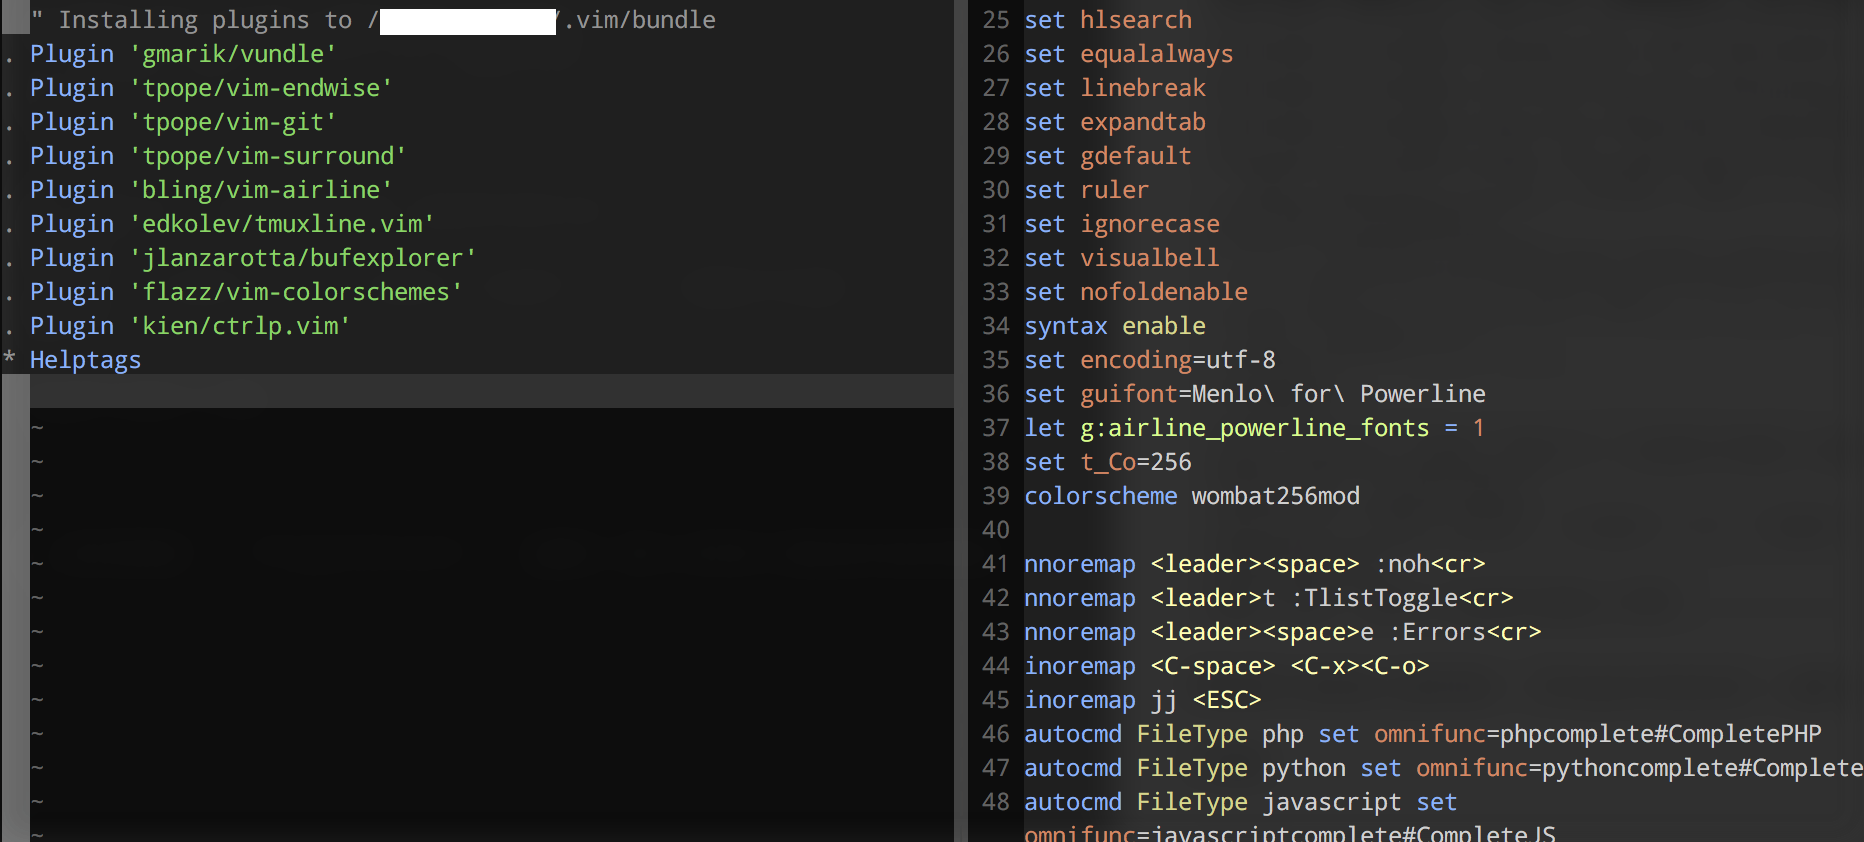 " Installing plugins to / /.vim/bundle
. Plugin 'gmarik/vundle'
. Plugin 'tpope/vim-endwise'
. Plugin 'tpope/vim-git'
. Plugin 'tpope/vim-surround'
. Plugin 'bling/vim-airline'
. Plugin 'edkolev/tmuxline.vim'
. Plugin 'jlanzarotta/bufexplorer'
. Plugin 'flazz/vim-colorschemes'
. Plugin 'kien/ctrlp.vim'
* Helptags
~
~
~
~
~
~
~
~
~
~
~
~
~
25 set hlsearch
26 set equalalways
27 set linebreak
28 set expandtab
29 set gdefault
30 set ruler
31 set ignorecase
32 set visualbell
33 set nofoldenable
34 syntax enable
35 set encoding=utf-8
36 set guifont=Menlo\ for\ Powerline
37 let g:airline_powerline_fonts = 1
38 set t_Co=256
39 colorscheme wombat256mod
40
41 nnoremap <leader><space> :noh<cr>
42 nnoremap <leader>t :TlistToggle<cr>
43 nnoremap <leader><space>e :Errors<cr>
44 inoremap <C-space> <C-x><C-o>
45 inoremap jj <ESC>
46 autocmd FileType php set omnifunc=phpcomplete#CompletePHP
47 autocmd FileType python set omnifunc=pythoncomplete#Complete
48 autocmd FileType javascript set
omnifunc=javascriptcomplete#CompleteJS